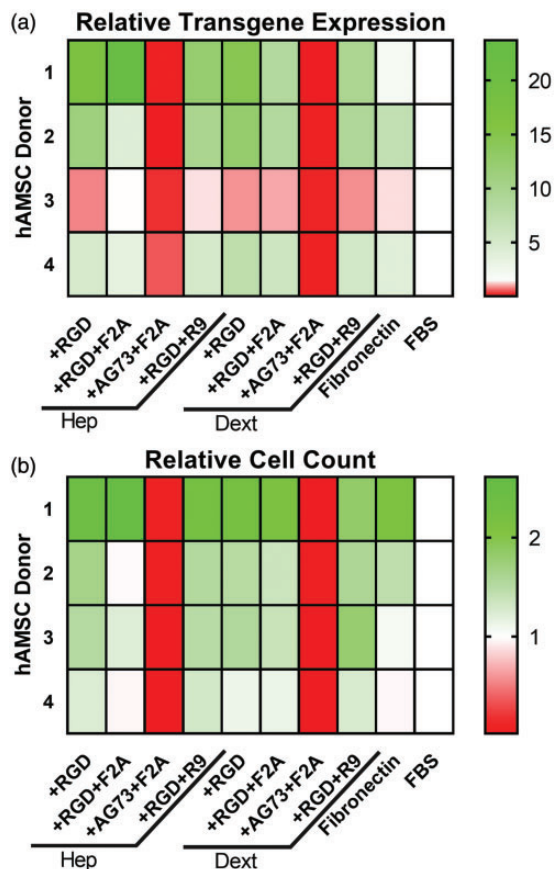 (a)
Relative Transgene Expression
hAMSC Donor
1
2
3
4
20
15
10
5
+RGD
+RGD+F2A
+AG73+F2A
+RGD+R9
+RGD
+RGD+F2A
+AG73+F2A
+RGD+R9
Fibronectin
FBS
Hep
Dext
(b)
Relative Cell Count
hAMSC Donor
1
2
3
4
2
1
+RGD
+RGD+F2A
+AG73+F2A
+RGD+R9
+RGD
+RGD+F2A
+AG73+F2A
+RGD+R9
Fibronectin
FBS
Hep
Dext